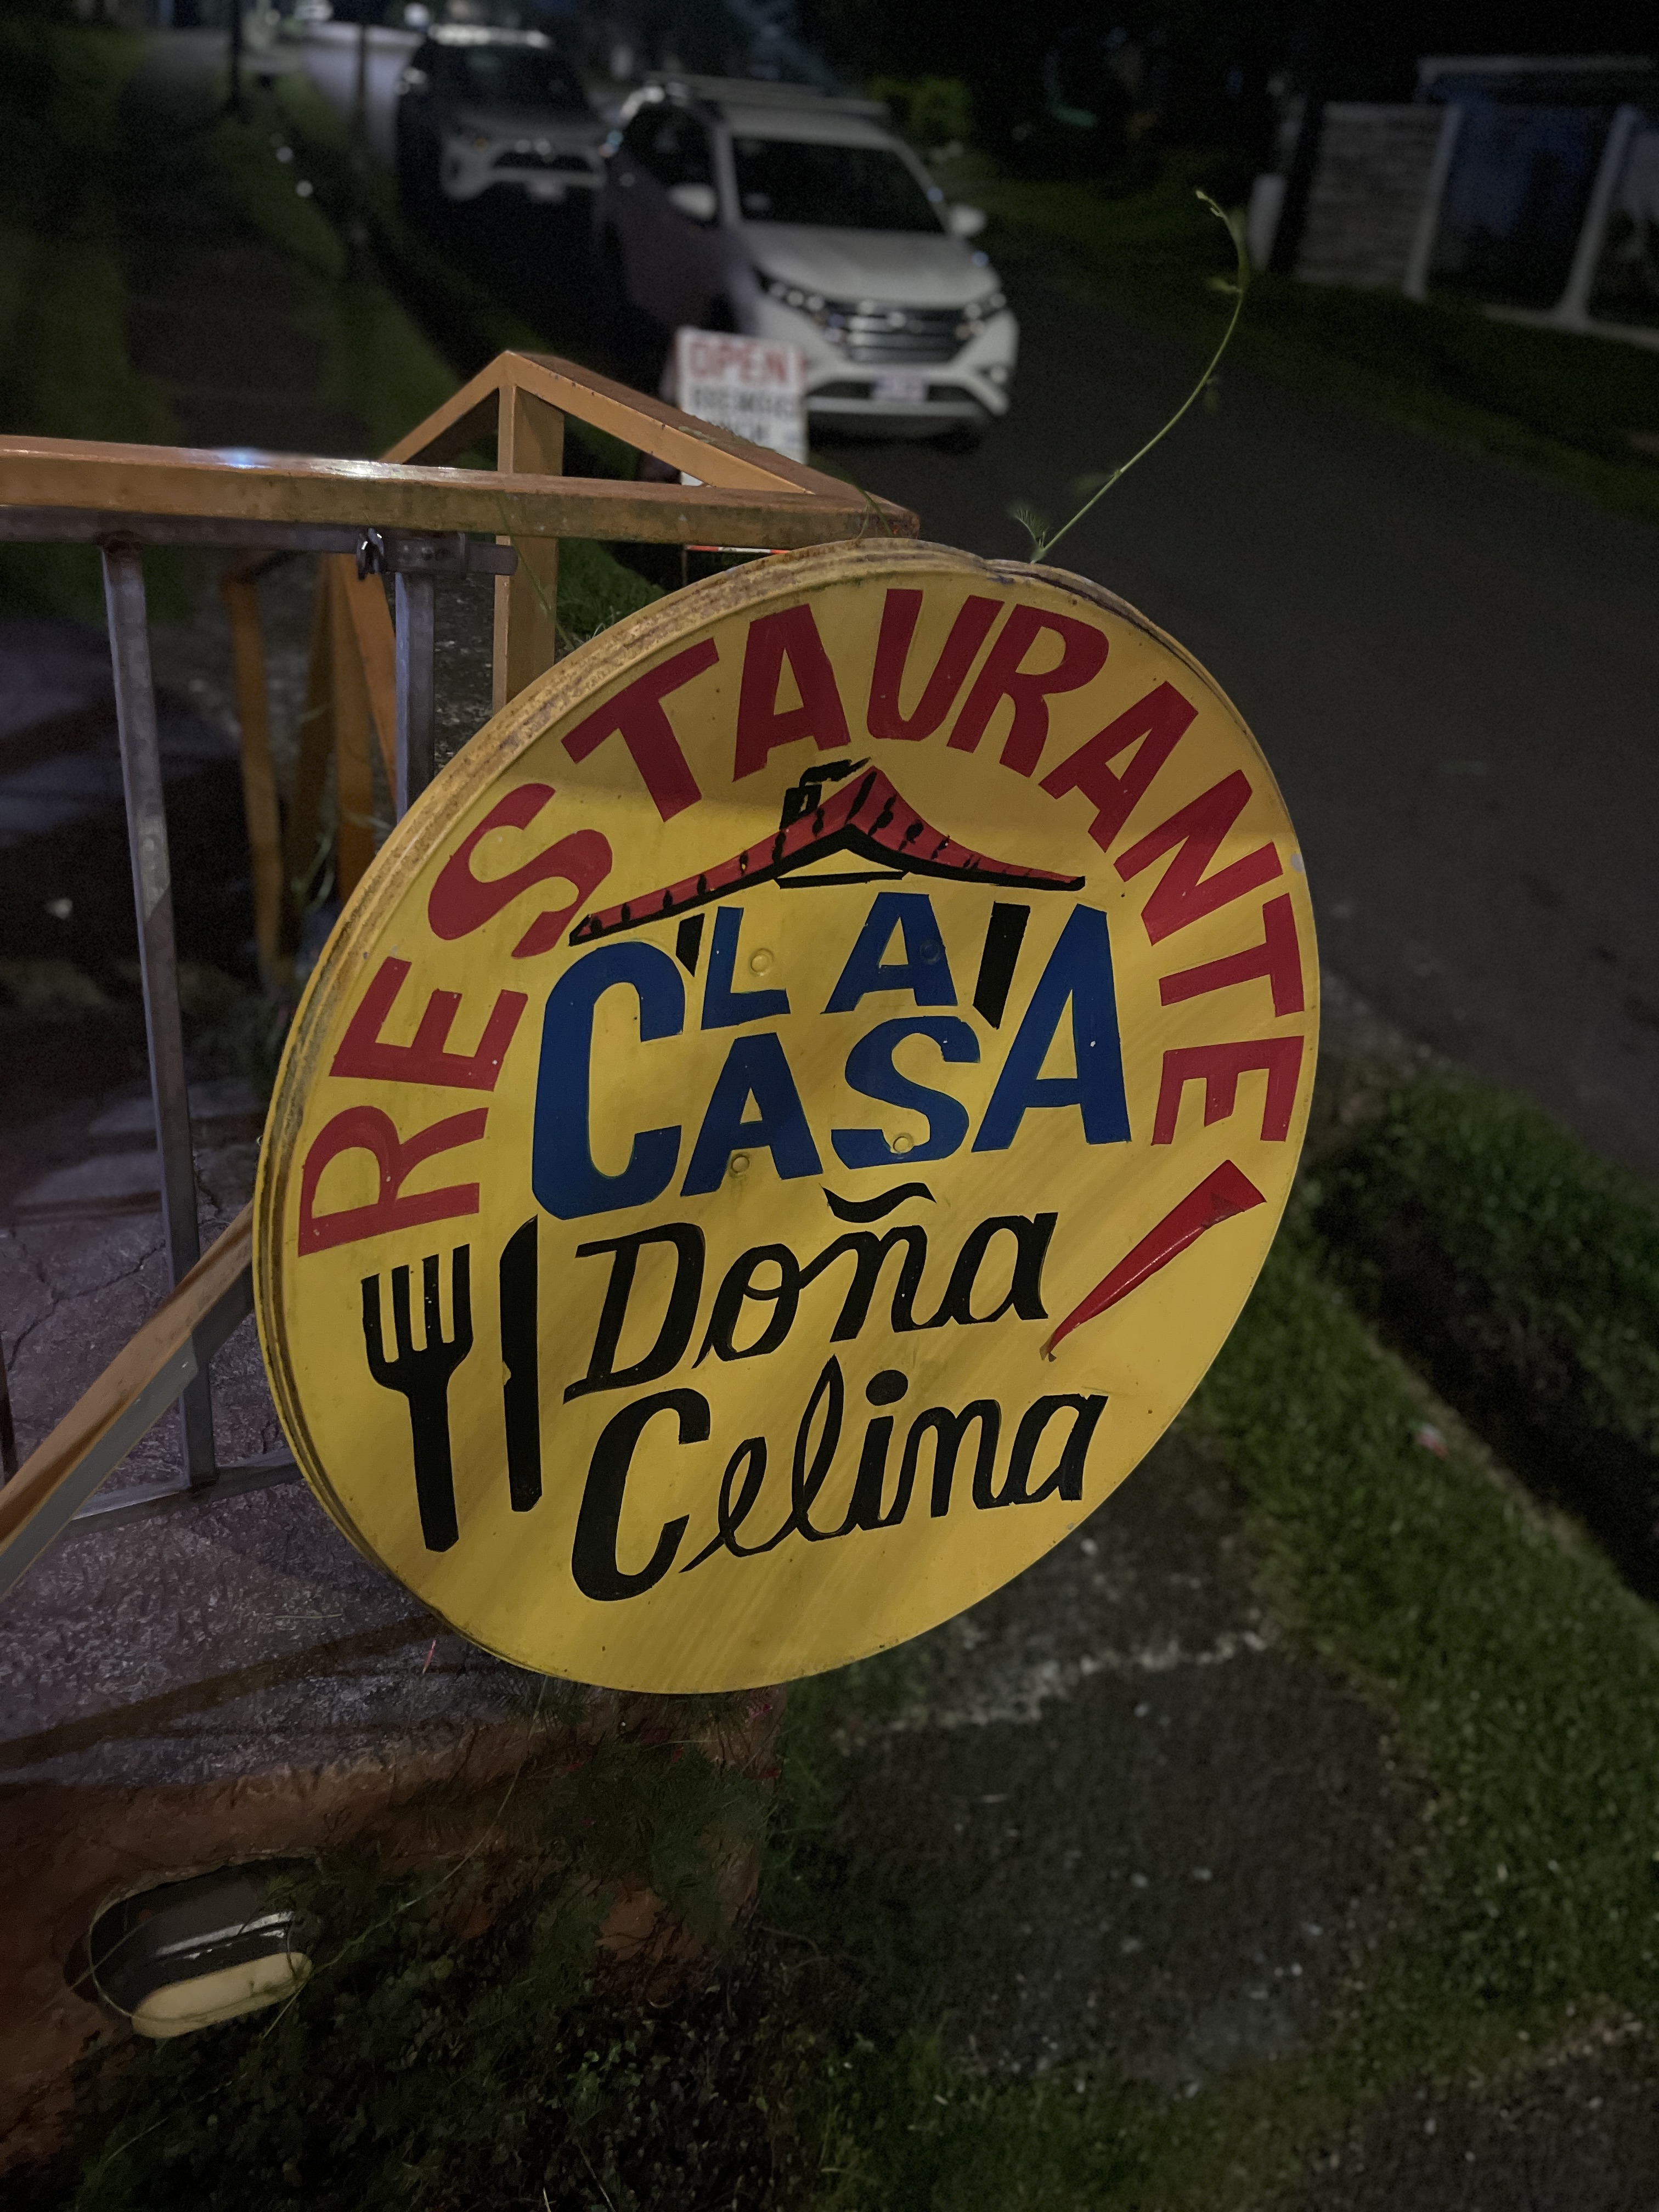 RESTAURANTE
LA
CASA
Doña
Celina
OPEN